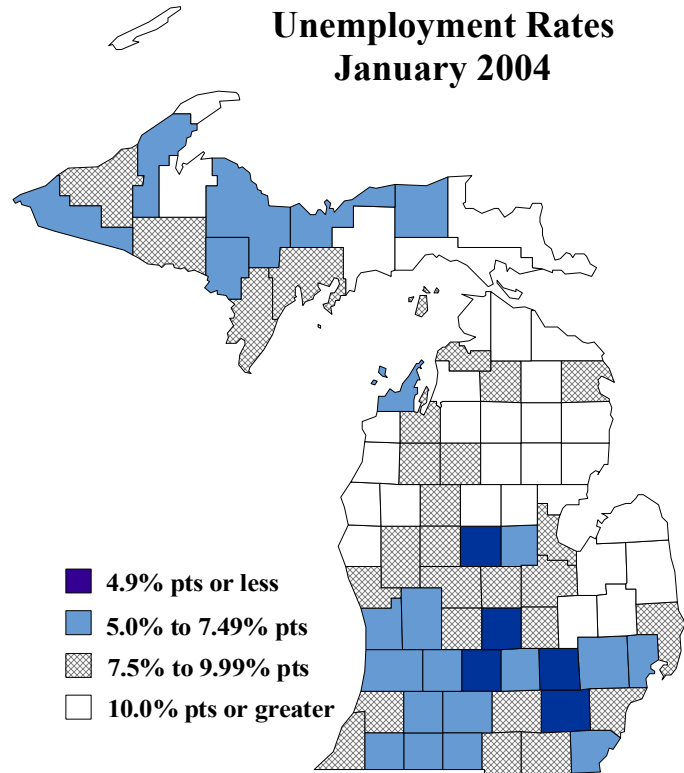 Unemployment Rates
January 2004
4.9% pts or less
5.0% to 7.49% pts
7.5% to 9.99% pts
10.0% pts or greater